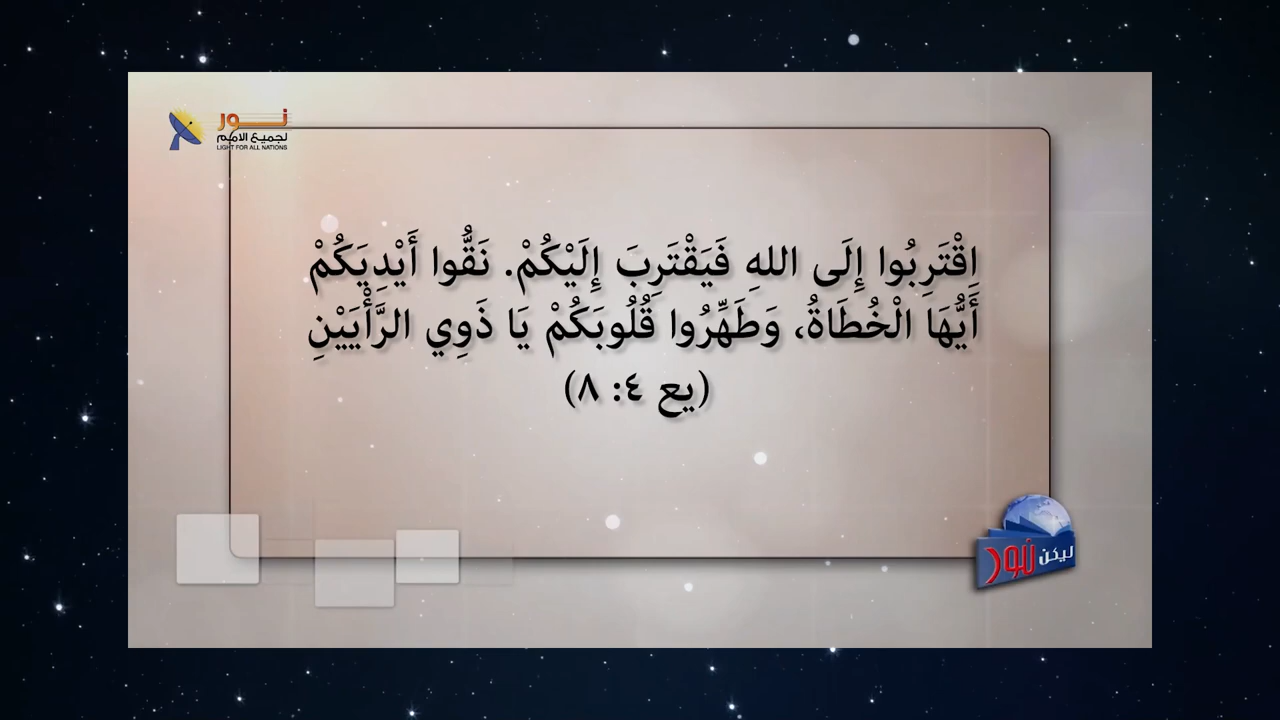 نـور
لجميع الامم
LIGHT FOR ALL NATIONS
اِقْتَرِبُوا إِلَى اللهِ فَيَقْتَرِبَ إِلَيْكُمْ. نَقُّوا أَيْدِيَكُمْ
أَيُّهَا الْخُطَاةُ، وَطَهِّرُوا قُلُوبَكُمْ يَا ذَوِي الرَّأْيَيْنِ
(يع ٤: ٨)
ليكن نور